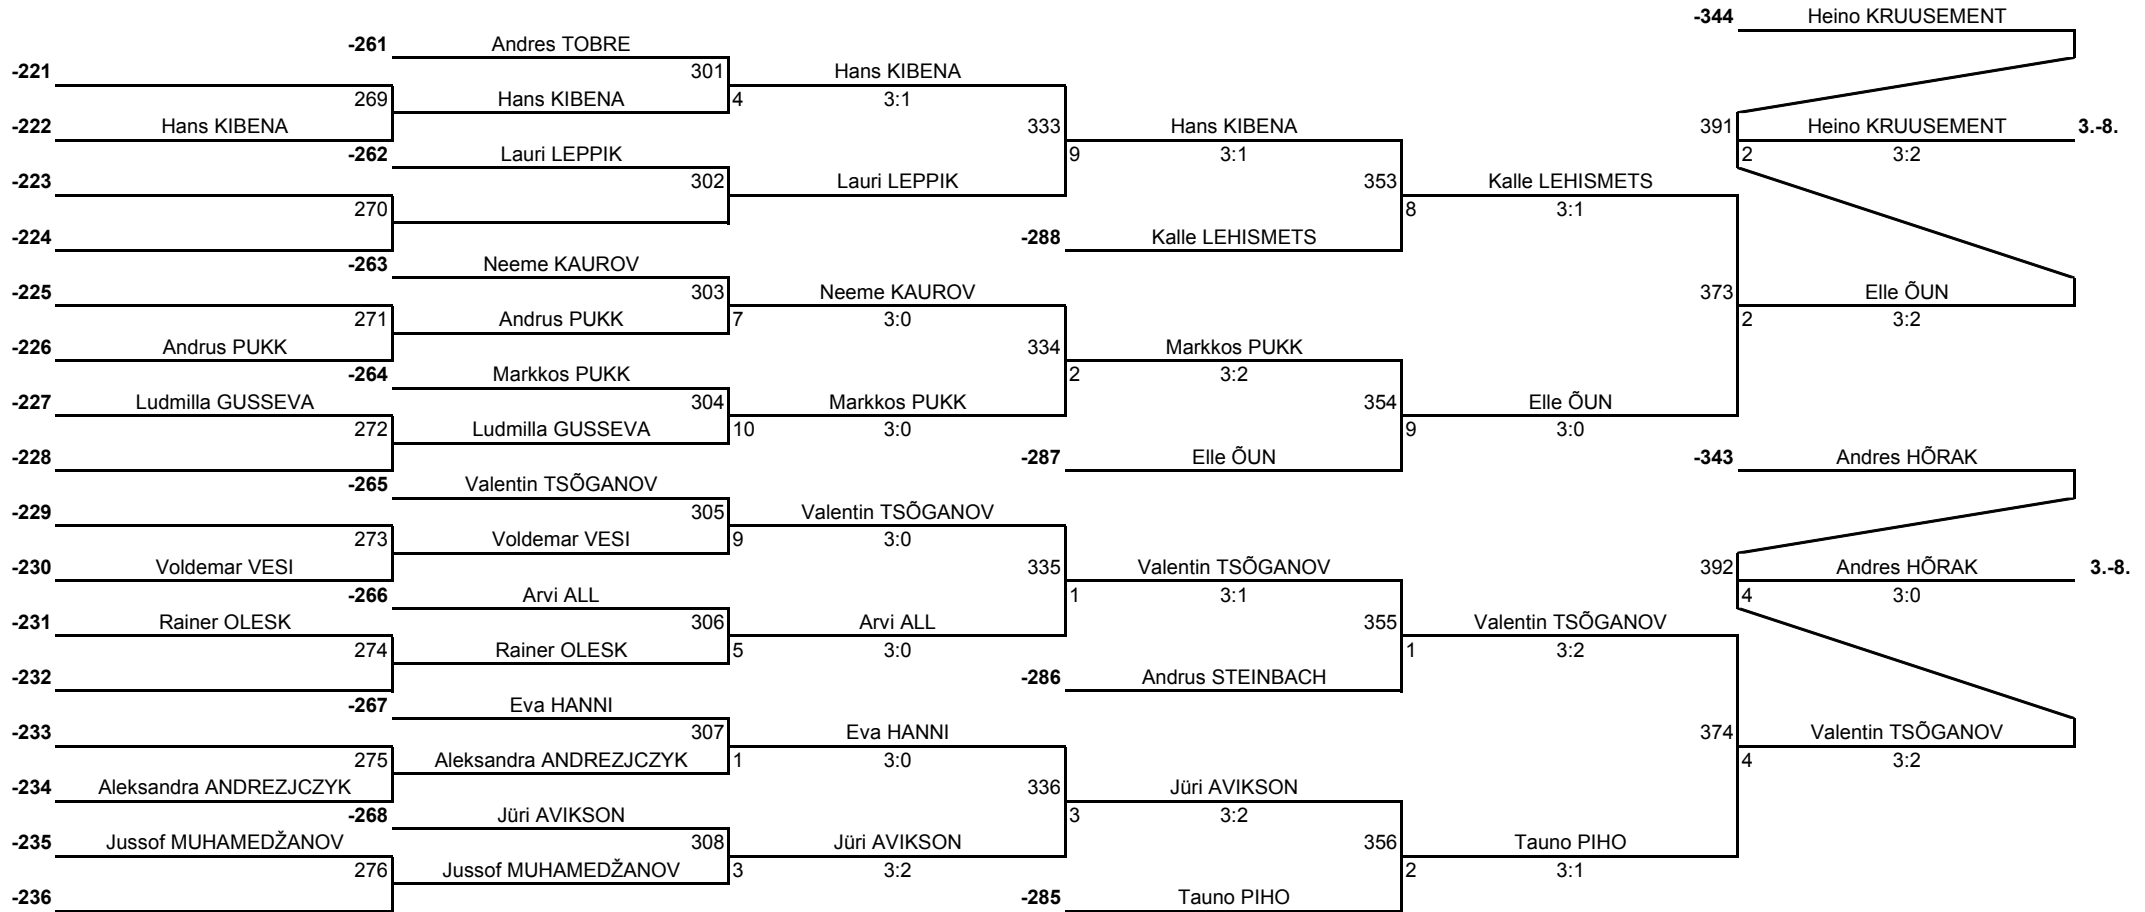 -344 Heino KRUUSEMENT
-261 Andres TOBRE
-221 301 Hans KIBENA
269 Hans KIBENA 4 3:1
-222 Hans KIBENA 333 Hans KIBENA 391 Heino KRUUSEMENT 3.-8.
-262 Lauri LEPPIK 9 3:1 2 3:2
-223 302 Lauri LEPPIK 353 Kalle LEHISMETS
270 8 3:1
-224 -288 Kalle LEHISMETS
-263 Neeme KAUROV
-225 303 Neeme KAUROV 373 Elle ÕUN
271 Andrus PUKK 7 3:0 2 3:2
-226 Andrus PUKK 334 Markkos PUKK
-264 Markkos PUKK 2 3:2
-227 Ludmilla GUSSEVA 304 Markkos PUKK 354 Elle ÕUN
272 Ludmilla GUSSEVA 10 3:0 9 3:0
-228 -287 Elle ÕUN -343 Andres HÕRAK
-265 Valentin TSÕGANOV
-229 305 Valentin TSÕGANOV
273 Voldemar VESI 9 3:0
-230 Voldemar VESI 335 Valentin TSÕGANOV 392 Andres HÕRAK 3.-8.
-266 Arvi ALL 1 3:1 4 3:0
-231 Rainer OLESK 306 Arvi ALL 355 Valentin TSÕGANOV
274 Rainer OLESK 5 3:0 1 3:2
-232 -286 Andrus STEINBACH
-267 Eva HANNI
-233 307 Eva HANNI 374 Valentin TSÕGANOV
275 Aleksandra ANDREZJCZYK 1 3:0 4 3:2
-234 Aleksandra ANDREZJCZYK 336 Jüri AVIKSON
-268 Jüri AVIKSON 3 3:2
-235 Jussof MUHAMEDŽANOV 308 Jüri AVIKSON 356 Tauno PIHO
276 Jussof MUHAMEDŽANOV 3 3:2 2 3:1
-236 -285 Tauno PIHO